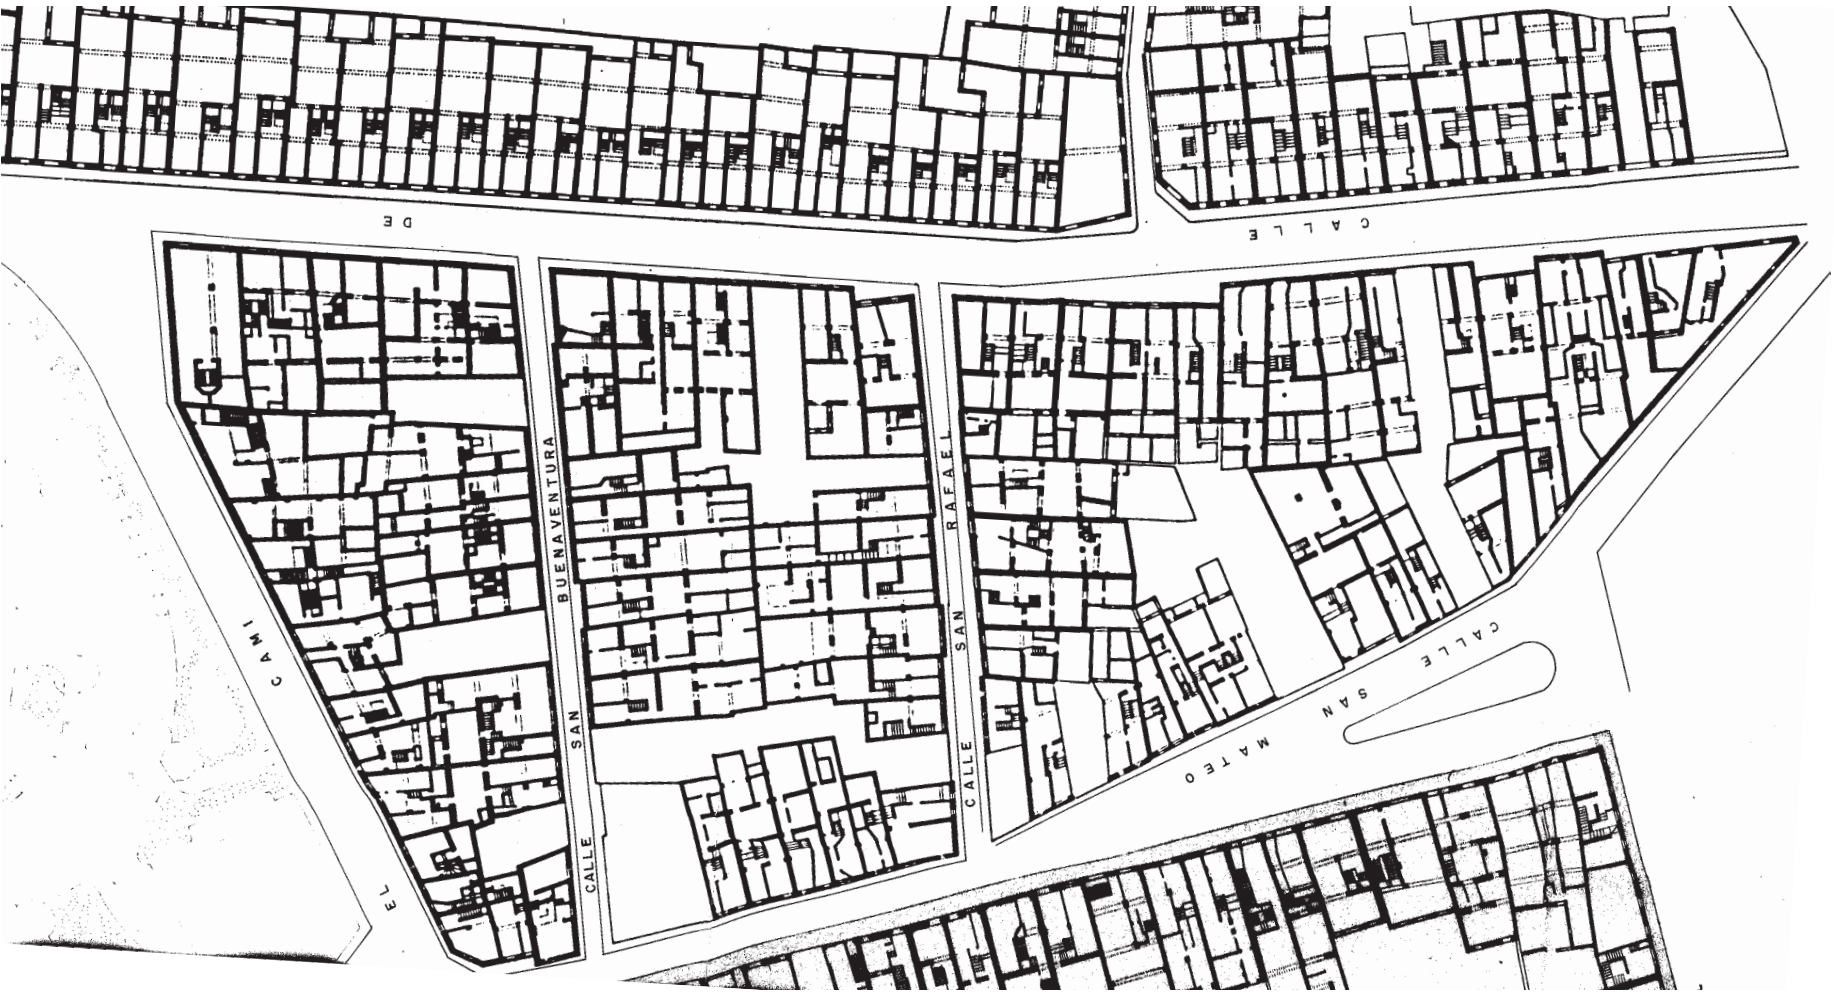 CALLE
DE
CALLE SAN BUENAVENTURA
CALLE SAN RAFAEL
EL CAMI
CALLE SAN MATEO